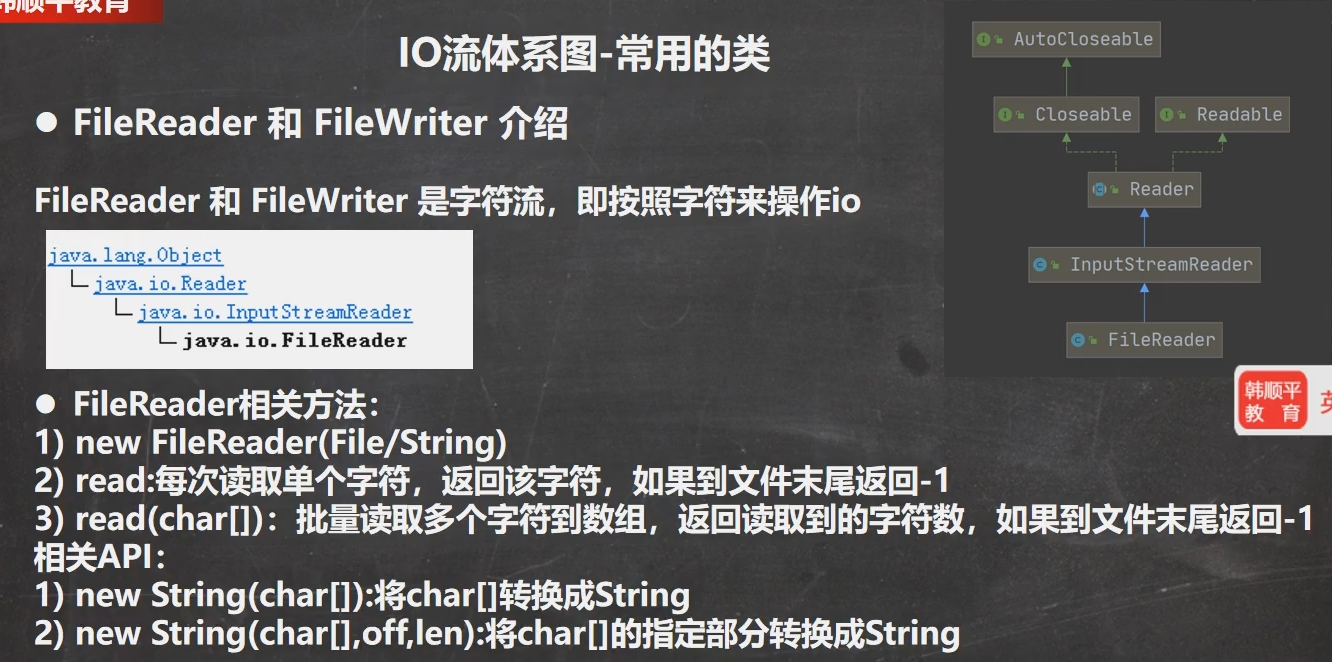 韩顺平教育
IO流体系图-常用的类
● FileReader 和 FileWriter 介绍
FileReader 和 FileWriter 是字符流，即按照字符来操作io
java.lang.Object
java.io.Reader
java.io.InputStreamReader
java.io.FileReader
● FileReader相关方法：
1) new FileReader(File/String)
2) read:每次读取单个字符，返回该字符，如果到文件末尾返回-1
3) read(char[])：批量读取多个字符到数组，返回读取到的字符数，如果到文件末尾返回-1
相关API：
1) new String(char[]):将char[]转换成String
2) new String(char[],off,len):将char[]的指定部分转换成String
AutoCloseable
Closeable
Readable
Reader
InputStreamReader
FileReader
韩顺平
教 育
英